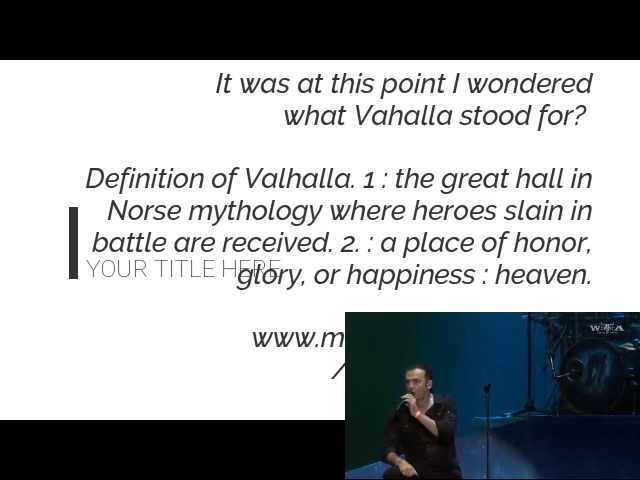 It was at this point I wondered
what Vahalla stood for?
Definition of Valhalla. 1 : the great hall in
Norse mythology where heroes slain in
battle are received. 2. : a place of honor,
YOUR TITLE HERE
glory, or happiness : heaven.
www.m
W:O:A